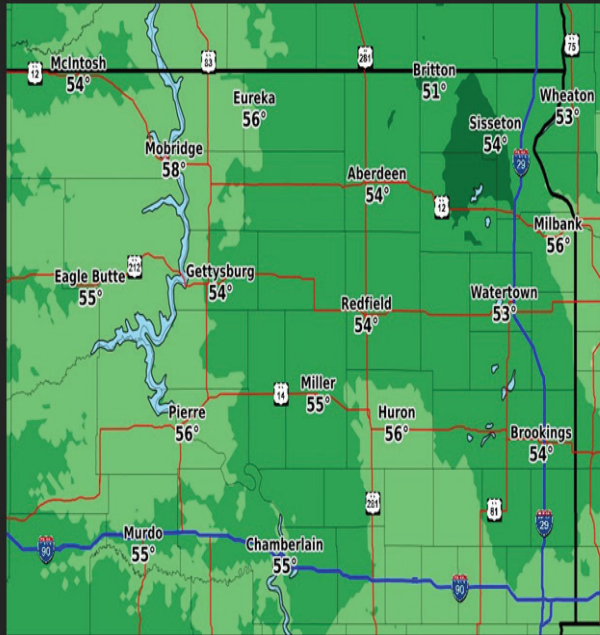 83
281
75
12
McIntosh
54°
Britton
51°
Eureka
56°
Wheaton
53°
Sisseton
54°
Mobridge
58°
29
Aberdeen
54°
12
Milbank
56°
212
Eagle Butte
55°
Gettysburg
54°
Watertown
53°
Redfield
54°
14
Miller
55°
Pierre
56°
Huron
56°
Brookings
54°
281
81
29
90
Murdo
55°
Chamberlain
55°
90